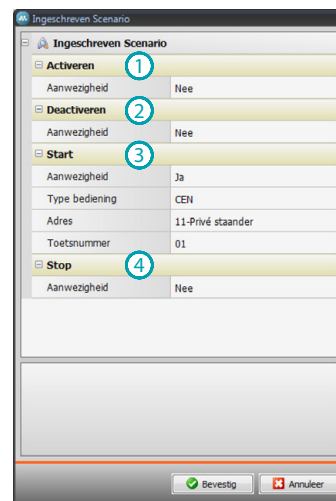 Ingeschreven Scenario
Ingeschreven Scenario
Activeren 1
Aanwezigheid Nee
Deactiveren 2
Aanwezigheid Nee
Start 3
Aanwezigheid Ja
Type bediening CEN
Adres 11-Privé staander
Toetsnummer 01
Stop 4
Aanwezigheid Nee
Bevestig Annuleer